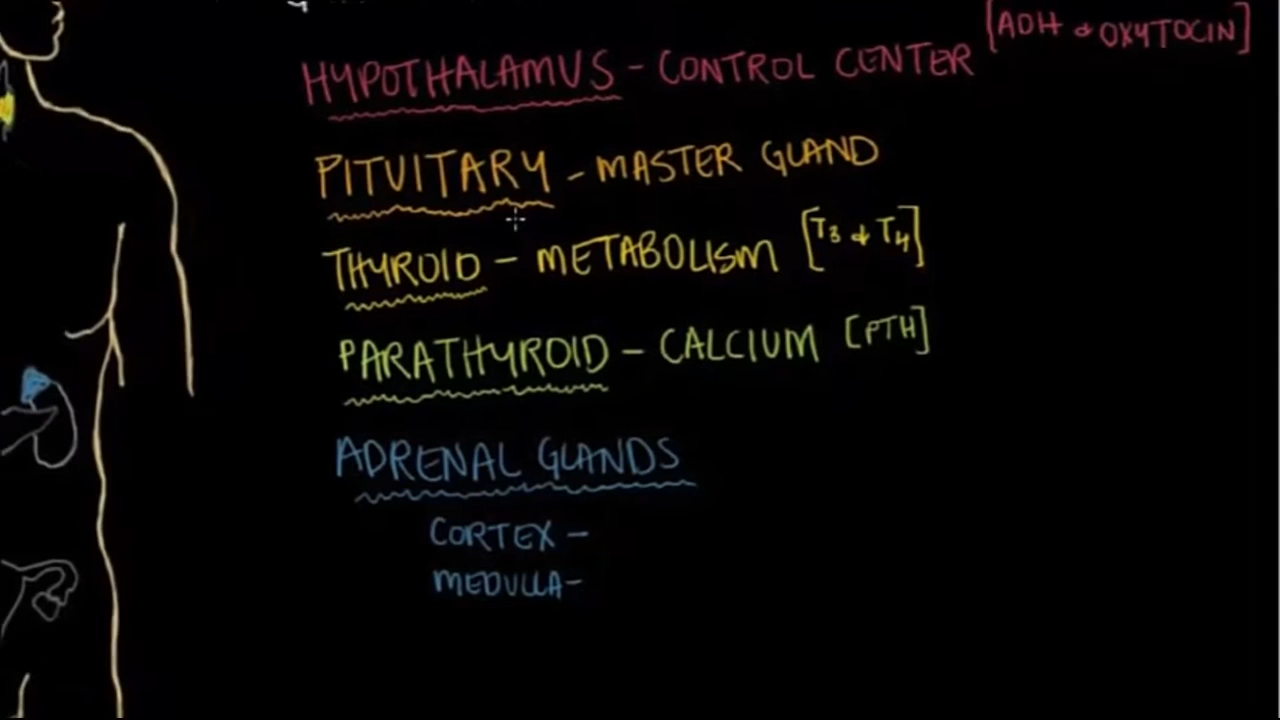 HYPOTHALAMUS - CONTROL CENTER [ADH & OXYTOCIN]
PITUITARY - MASTER GLAND
THYROID - METABOLISM [T3 & T4]
PARATHYROID - CALCIUM [PTH]
ADRENAL GLANDS
CORTEX -
MEDULLA-